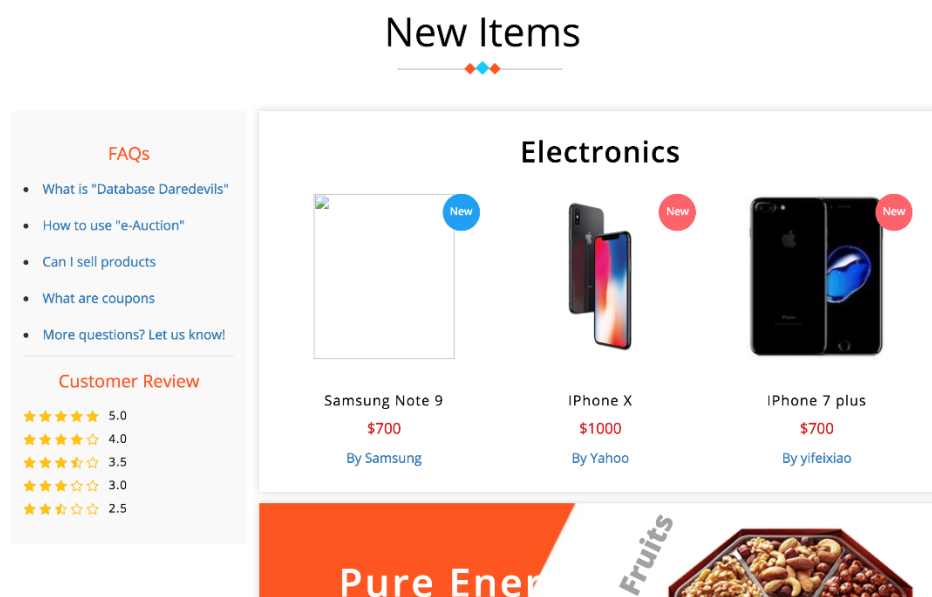 New Items
FAQs
What is "Database Daredevils"
How to use "e-Auction"
Can I sell products
What are coupons
More questions? Let us know!
Customer Review
5.0
4.0
3.5
3.0
2.5
Electronics
New
New
New
Samsung Note 9
IPhone X
IPhone 7 plus
$700
$1000
$700
By Samsung
By Yahoo
By yifeixiao
Pure Ener
Fruits